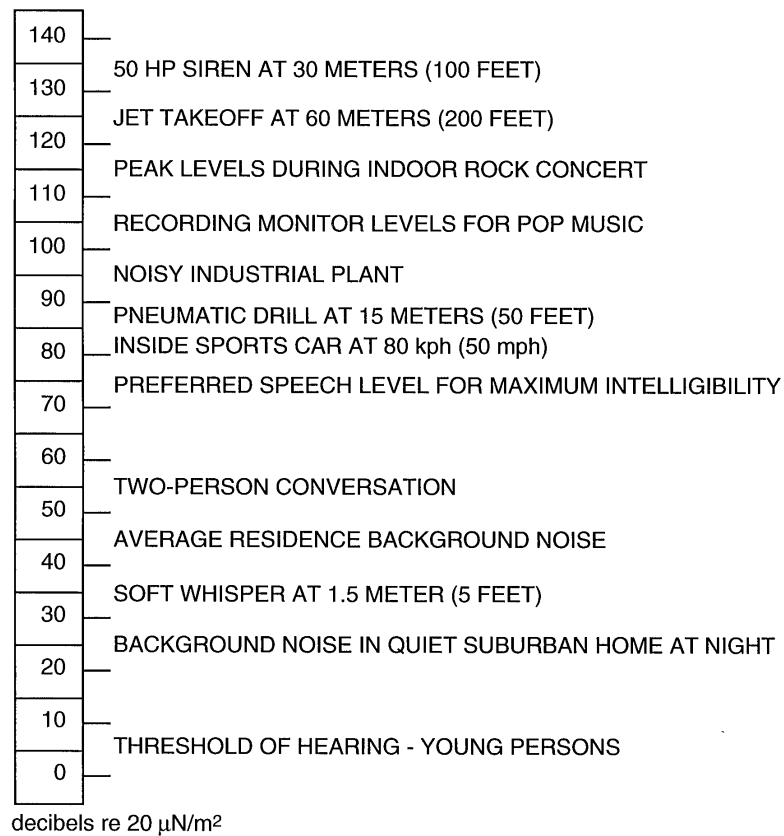 140
50 HP SIREN AT 30 METERS (100 FEET)
130
JET TAKEOFF AT 60 METERS (200 FEET)
120
PEAK LEVELS DURING INDOOR ROCK CONCERT
110
RECORDING MONITOR LEVELS FOR POP MUSIC
100
NOISY INDUSTRIAL PLANT
90
PNEUMATIC DRILL AT 15 METERS (50 FEET)
80 INSIDE SPORTS CAR AT 80 kph (50 mph)
PREFERRED SPEECH LEVEL FOR MAXIMUM INTELLIGIBILITY
70
60
TWO-PERSON CONVERSATION
50
AVERAGE RESIDENCE BACKGROUND NOISE
40
SOFT WHISPER AT 1.5 METER (5 FEET)
30
BACKGROUND NOISE IN QUIET SUBURBAN HOME AT NIGHT
20
10
THRESHOLD OF HEARING - YOUNG PERSONS
0
decibels re 20 μN/m²